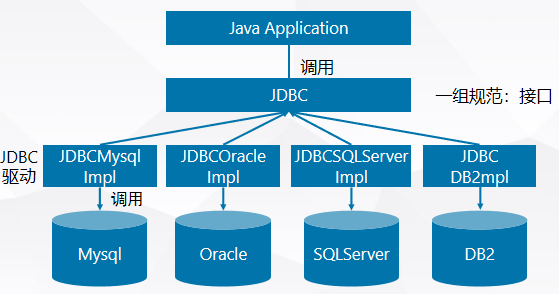 Java Application
调用
JDBC
一组规范：接口
JDBC
驱动
JDBCMysql
Impl
JDBCOracle
Impl
JDBCSQLServer
Impl
JDBC
DB2mpl
调用
Mysql
Oracle
SQLServer
DB2